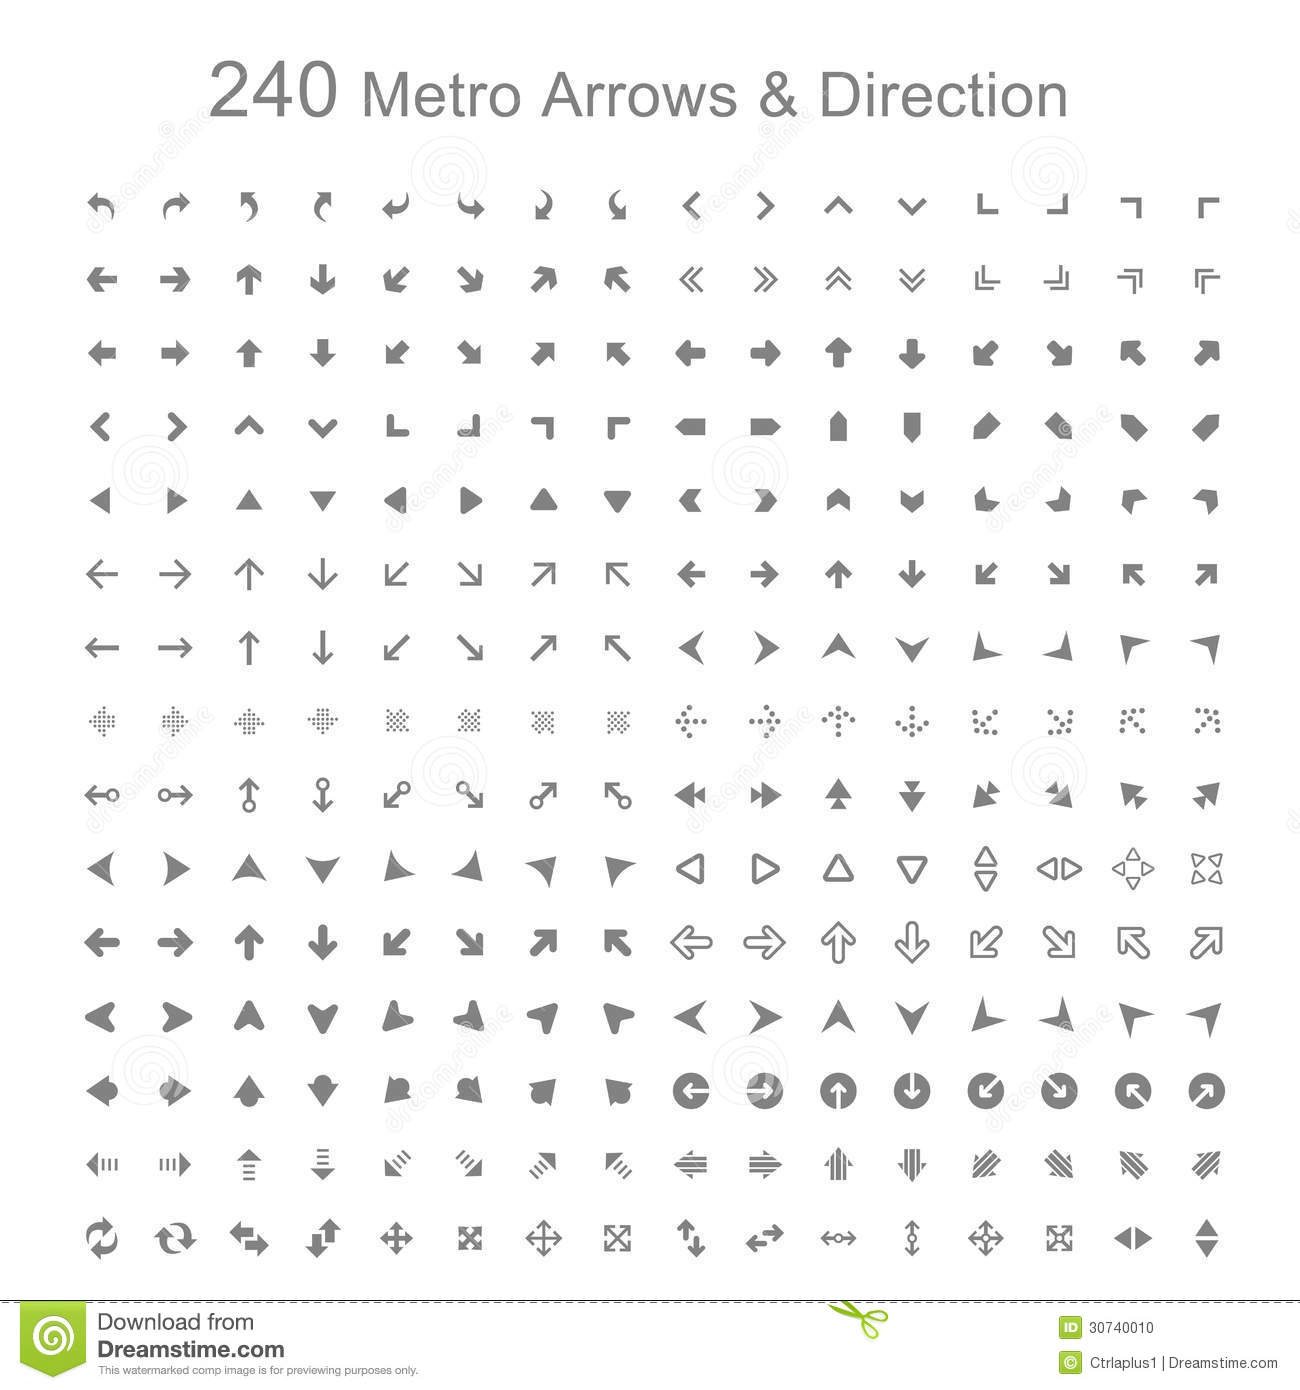 240 Metro Arrows & Direction
Download from
Dreamstime.com
This watermarked comp image is for previewing purposes only.
ID 30740010
© Ctrlaplus1 | Dreamstime.com